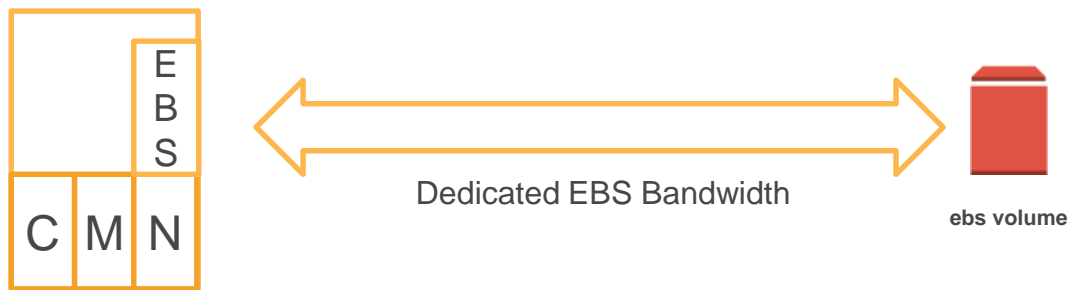 E
B
S
C M N
Dedicated EBS Bandwidth
ebs volume